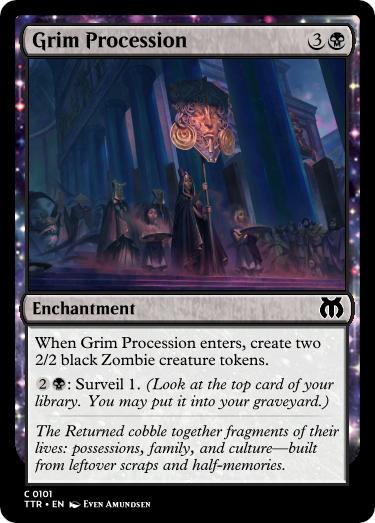 Grim Procession 3
Enchantment
When Grim Procession enters, create two
2/2 black Zombie creature tokens.
2 : Surveil 1. (Look at the top card of your
library. You may put it into your graveyard.)
The Returned cobble together fragments of their
lives: possessions, family, and culture—built
from leftover scraps and half-memories.
C 0101
TTR • EN Even Amundsen